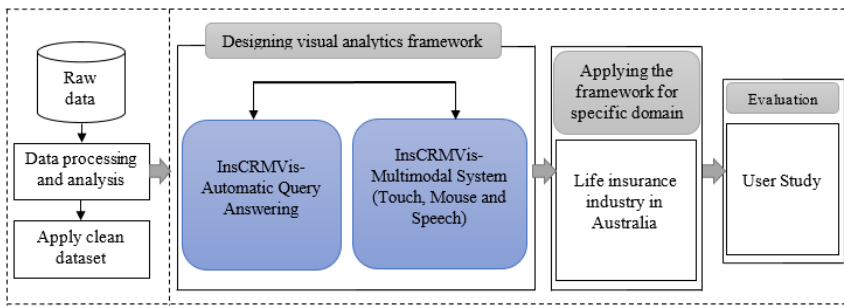 Raw
data
Data processing
and analysis
Apply clean
dataset
Designing visual analytics framework
InsCRMVis-
Automatic Query
Answering
InsCRMVis-
Multimodal System
(Touch, Mouse and
Speech)
Applying the
framework for
specific domain
Life insurance
industry in
Australia
Evaluation
User Study